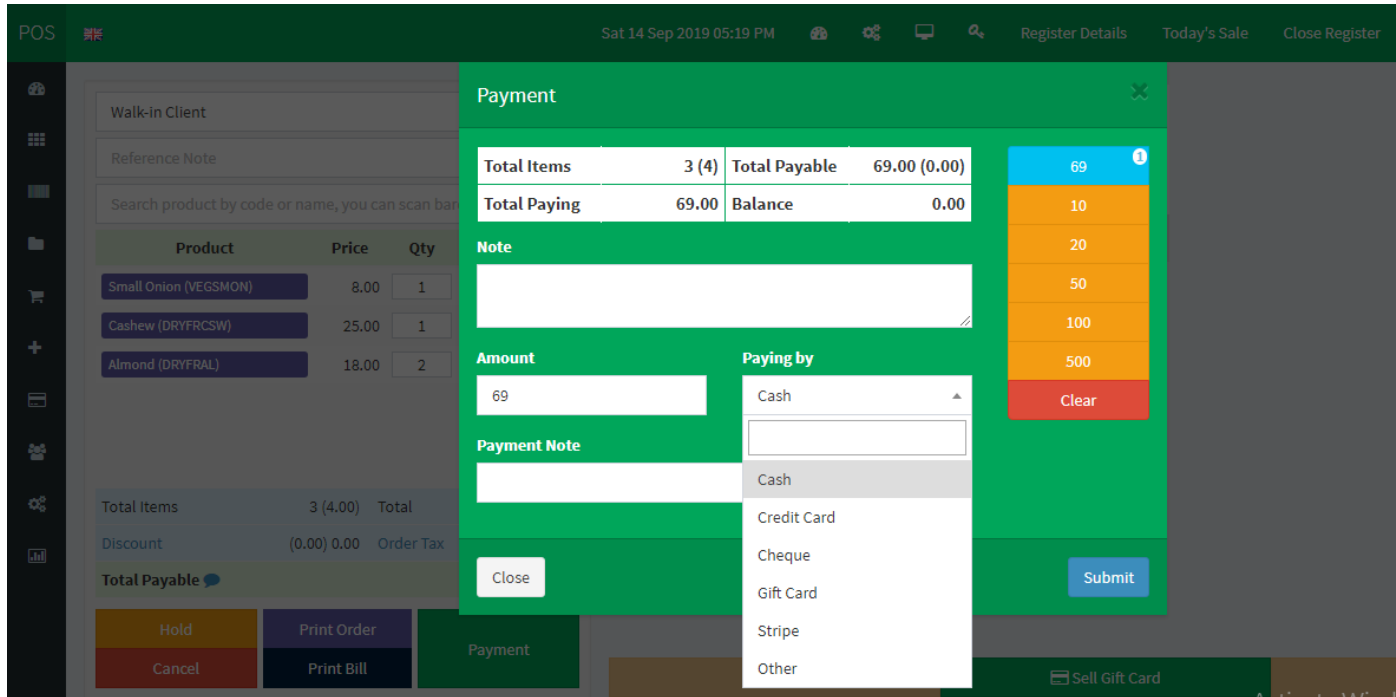 POS Sat 14 Sep 2019 05:19 PM Register Details Today's Sale Close Register
Payment
Walk-in Client
Reference Note
Search product by code or name, you can scan bar
Product Price Qty
Small Onion (VEGSMON) 8.00 1
Cashew (DRYFRCSW) 25.00 1
Almond (DRYFRAL) 18.00 2
Total Items 3 (4.00) Total
Discount (0.00) 0.00 Order Tax
Total Payable
Hold
Print Order
Cancel
Print Bill
Payment
Total Items 3 (4) Total Payable 69.00 (0.00)
Total Paying 69.00 Balance 0.00
Note
Amount
69
Paying by
Cash
Payment Note
Cash
Credit Card
Cheque
Gift Card
Stripe
Other
69 1
10
20
50
100
500
Clear
Close
Submit
Sell Gift Card